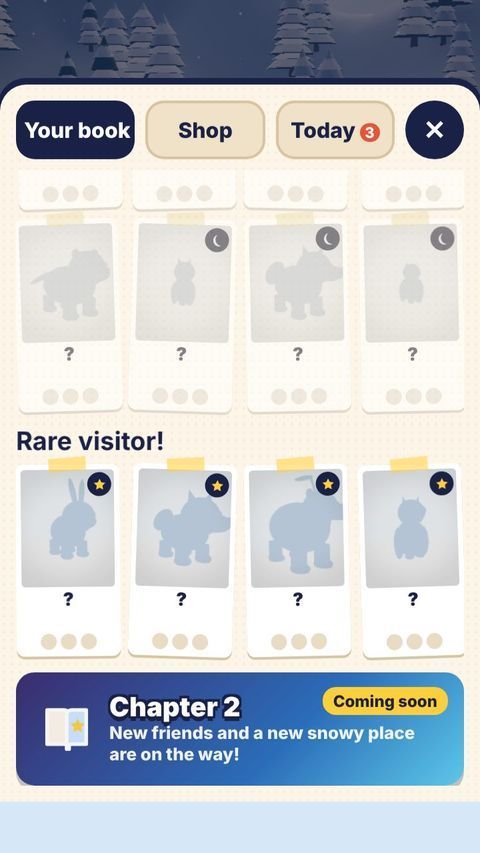 Your book
Shop
Today 3
×
? ? ? ?
Rare visitor!
? ? ? ?
Chapter 2
Coming soon
New friends and a new snowy place
are on the way!